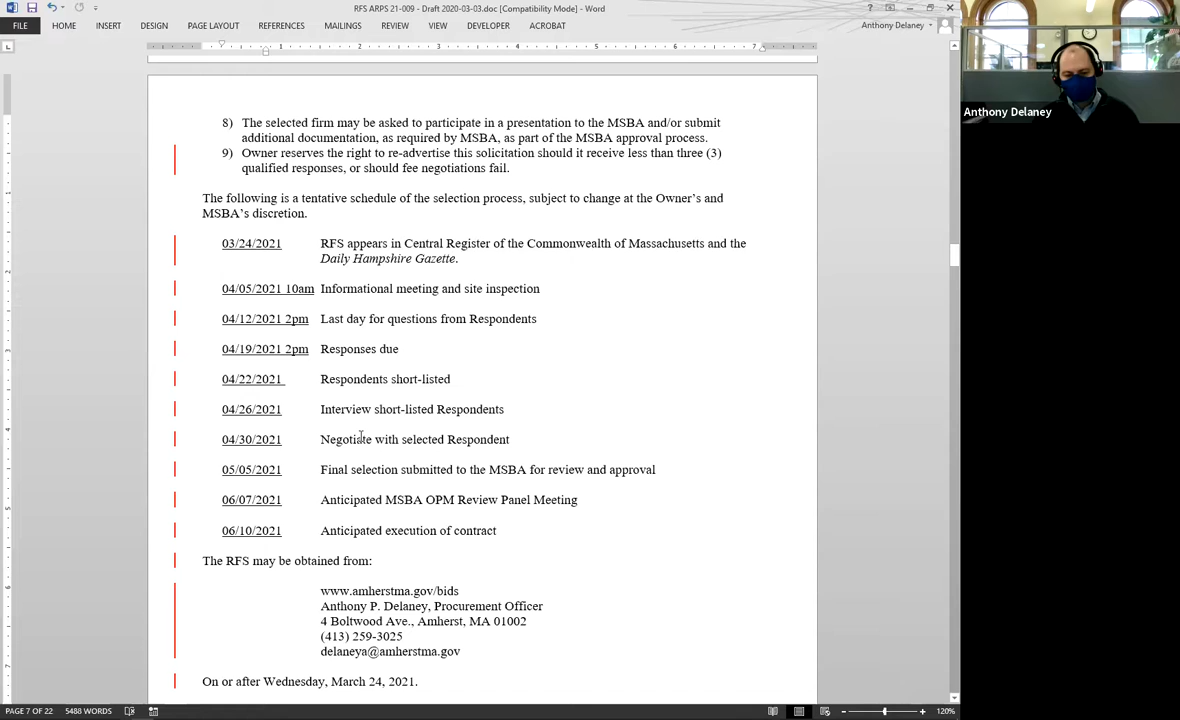 RFS ARPS 21-009 - Draft 2020-03-03.doc [Compatibility Mode] - Word
FILE HOME INSERT DESIGN PAGE LAYOUT REFERENCES MAILINGS REVIEW VIEW DEVELOPER ACROBAT Anthony Delaney
1 2 3 4 5 6 7
Anthony Delaney
8) The selected firm may be asked to participate in a presentation to the MSBA and/or submit
additional documentation, as required by MSBA, as part of the MSBA approval process.
9) Owner reserves the right to re-advertise this solicitation should it receive less than three (3)
qualified responses, or should fee negotiations fail.
The following is a tentative schedule of the selection process, subject to change at the Owner's and
MSBA's discretion.
03/24/2021 RFS appears in Central Register of the Commonwealth of Massachusetts and the
Daily Hampshire Gazette.
04/05/2021 10am Informational meeting and site inspection
04/12/2021 2pm Last day for questions from Respondents
04/19/2021 2pm Responses due
04/22/2021 Respondents short-listed
04/26/2021 Interview short-listed Respondents
04/30/2021 Negotiate with selected Respondent
05/05/2021 Final selection submitted to the MSBA for review and approval
06/07/2021 Anticipated MSBA OPM Review Panel Meeting
06/10/2021 Anticipated execution of contract
The RFS may be obtained from:
www.amherstma.gov/bids
Anthony P. Delaney, Procurement Officer
4 Boltwood Ave., Amherst, MA 01002
(413) 259-3025
delaneya@amherstma.gov
On or after Wednesday, March 24, 2021.
PAGE 7 OF 22 5488 WORDS 120%